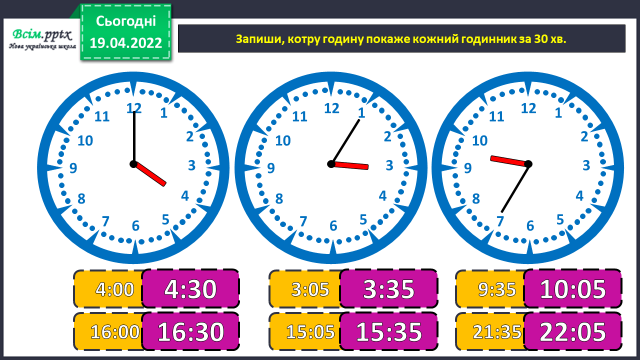 Всім.pptx
Нова українська школа
Сьогодні
19.04.2022
Запиши, котру годину покаже кожний годинник за 30 хв.
12 1 2 3 4 5 6 7 8 9 10 11
12 1 2 3 4 5 6 7 8 9 10 11
12 1 2 3 4 5 6 7 8 9 10 11
4:00 4:30 3:05 3:35 9:35 10:05
16:00 16:30 15:05 15:35 21:35 22:05